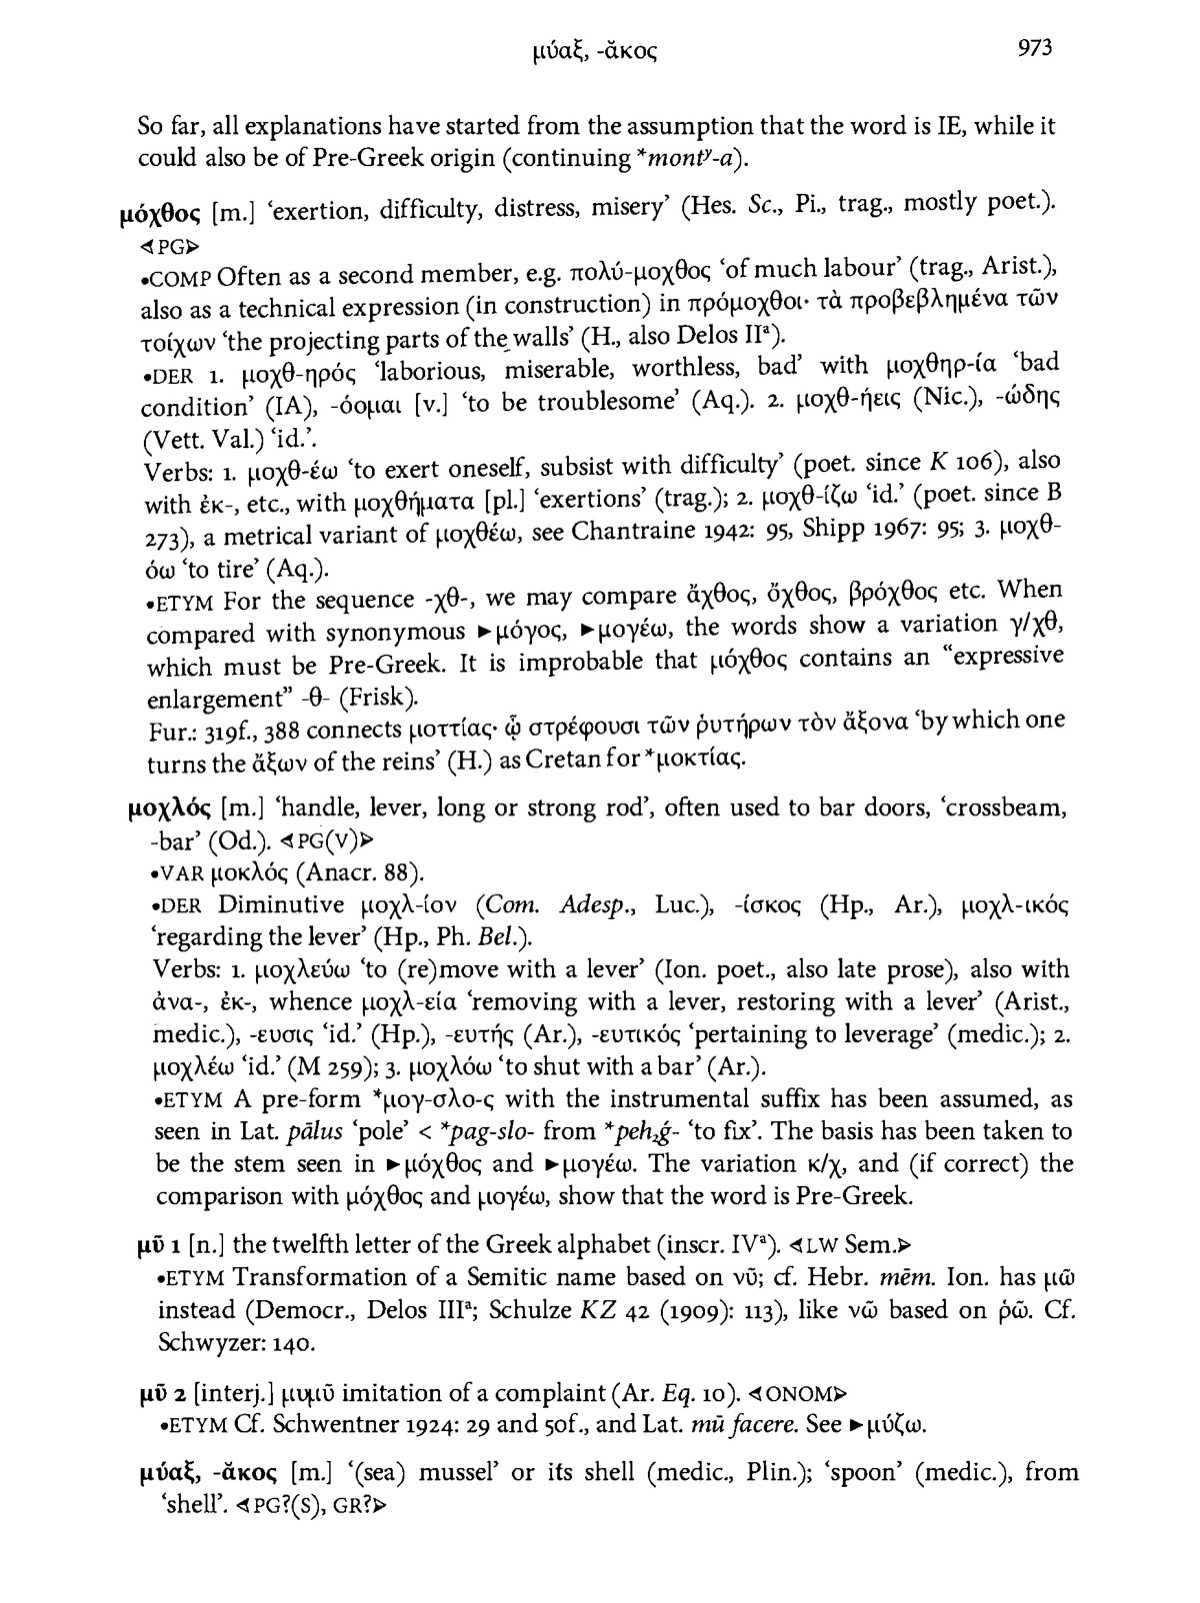 μύαξ, -ᾰκος 973
So far, all explanations have started from the assumption that the word is IE, while it
could also be of Pre-Greek origin (continuing *montʸ-a).
μόχθος [m.] ‘exertion, difficulty, distress, misery’ (Hes. Sc., Pi., trag., mostly poet.).
⊲PG⊳
•COMP Often as a second member, e.g. πολύ-μοχθος ‘of much labour’ (trag., Arist.),
also as a technical expression (in construction) in πρόμοχθοι· τὰ προβεβλημένα τῶν
τοίχων ‘the projecting parts of the walls’ (H., also Delos IIᵃ).
•DER 1. μοχθ-ηρός ‘laborious, miserable, worthless, bad’ with μοχθηρ-ία ‘bad
condition’ (IA), -όομαι [v.] ‘to be troublesome’ (Aq.). 2. μοχθ-ήεις (Nic.), -ώδης
(Vett. Val.) ‘id.’.
Verbs: 1. μοχθ-έω ‘to exert oneself, subsist with difficulty’ (poet. since K 106), also
with ἐκ-, etc., with μοχθήματα [pl.] ‘exertions’ (trag.); 2. μοχθ-ίζω ‘id.’ (poet. since B
273), a metrical variant of μοχθέω, see Chantraine 1942: 95, Shipp 1967: 95; 3. μοχθ-
όω ‘to tire’ (Aq.).
•ETYM For the sequence -χθ-, we may compare ἄχθος, ὄχθος, βρόχθος etc. When
compared with synonymous ►μόγος, ►μογέω, the words show a variation γ/χθ,
which must be Pre-Greek. It is improbable that μόχθος contains an “expressive
enlargement” -θ- (Frisk).
Fur.: 319f., 388 connects μοττίας· ᾧ στρέφουσι τῶν ῥυτήρων τὸν ἄξονα ‘by which one
turns the ἄξων of the reins’ (H.) as Cretan for *μοκτίας.
μοχλός [m.] ‘handle, lever, long or strong rod’, often used to bar doors, ‘crossbeam,
-bar’ (Od.). ⊲PG(V)⊳
•VAR μοκλός (Anacr. 88).
•DER Diminutive μοχλ-ίον (Com. Adesp., Luc.), -ίσκος (Hp., Ar.), μοχλ-ικός
‘regarding the lever’ (Hp., Ph. Bel.).
Verbs: 1. μοχλεύω ‘to (re)move with a lever’ (Ion. poet., also late prose), also with
ἀνα-, ἐκ-, whence μοχλ-εία ‘removing with a lever, restoring with a lever’ (Arist.,
medic.), -ευσις ‘id.’ (Hp.), -ευτής (Ar.), -ευτικός ‘pertaining to leverage’ (medic.); 2.
μοχλέω ‘id.’ (M 259); 3. μοχλόω ‘to shut with a bar’ (Ar.).
•ETYM A pre-form *μογ-σλο-ς with the instrumental suffix has been assumed, as
seen in Lat. pālus ‘pole’ < *pag-slo- from *peh₂ǵ- ‘to fix’. The basis has been taken to
be the stem seen in ►μόχθος and ►μογέω. The variation κ/χ, and (if correct) the
comparison with μόχθος and μογέω, show that the word is Pre-Greek.
μῦ 1 [n.] the twelfth letter of the Greek alphabet (inscr. IVᵃ). ⊲LW Sem.⊳
•ETYM Transformation of a Semitic name based on νῦ; cf. Hebr. mēm. Ion. has μῶ
instead (Democr., Delos IIIᵃ; Schulze KZ 42 (1909): 113), like νῶ based on ῥῶ. Cf.
Schwyzer: 140.
μῦ 2 [interj.] μυμῦ imitation of a complaint (Ar. Eq. 10). ⊲ONOM⊳
•ETYM Cf. Schwentner 1924: 29 and 50f., and Lat. mū facere. See ►μύζω.
μύαξ, -ᾰκος [m.] ‘(sea) mussel’ or its shell (medic., Plin.); ‘spoon’ (medic.), from
‘shell’. ⊲PG?(S), GR?⊳